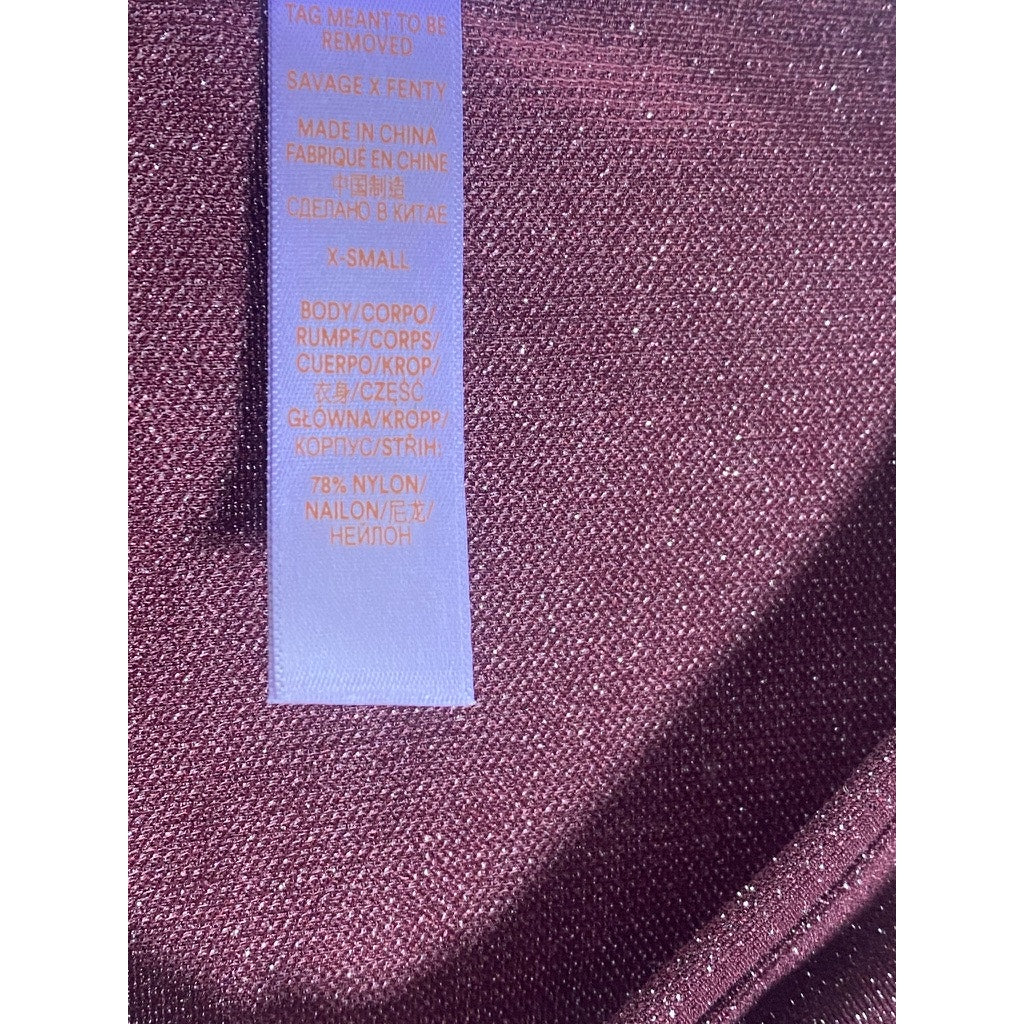 TAG MEANT TO BE
REMOVED
SAVAGE X FENTY
MADE IN CHINA
FABRIQUÉ EN CHINE
中国制造
СДЕЛАНО В КИТАЕ
X-SMALL
BODY/CORPO/
RUMPF/CORPS/
CUERPO/KROP/
衣身/CZĘŚĆ
GŁÓWNA/KROPP/
КОРПУС/STŘIH:
78% NYLON/
NAILON/尼龙/
НЕЙЛОН